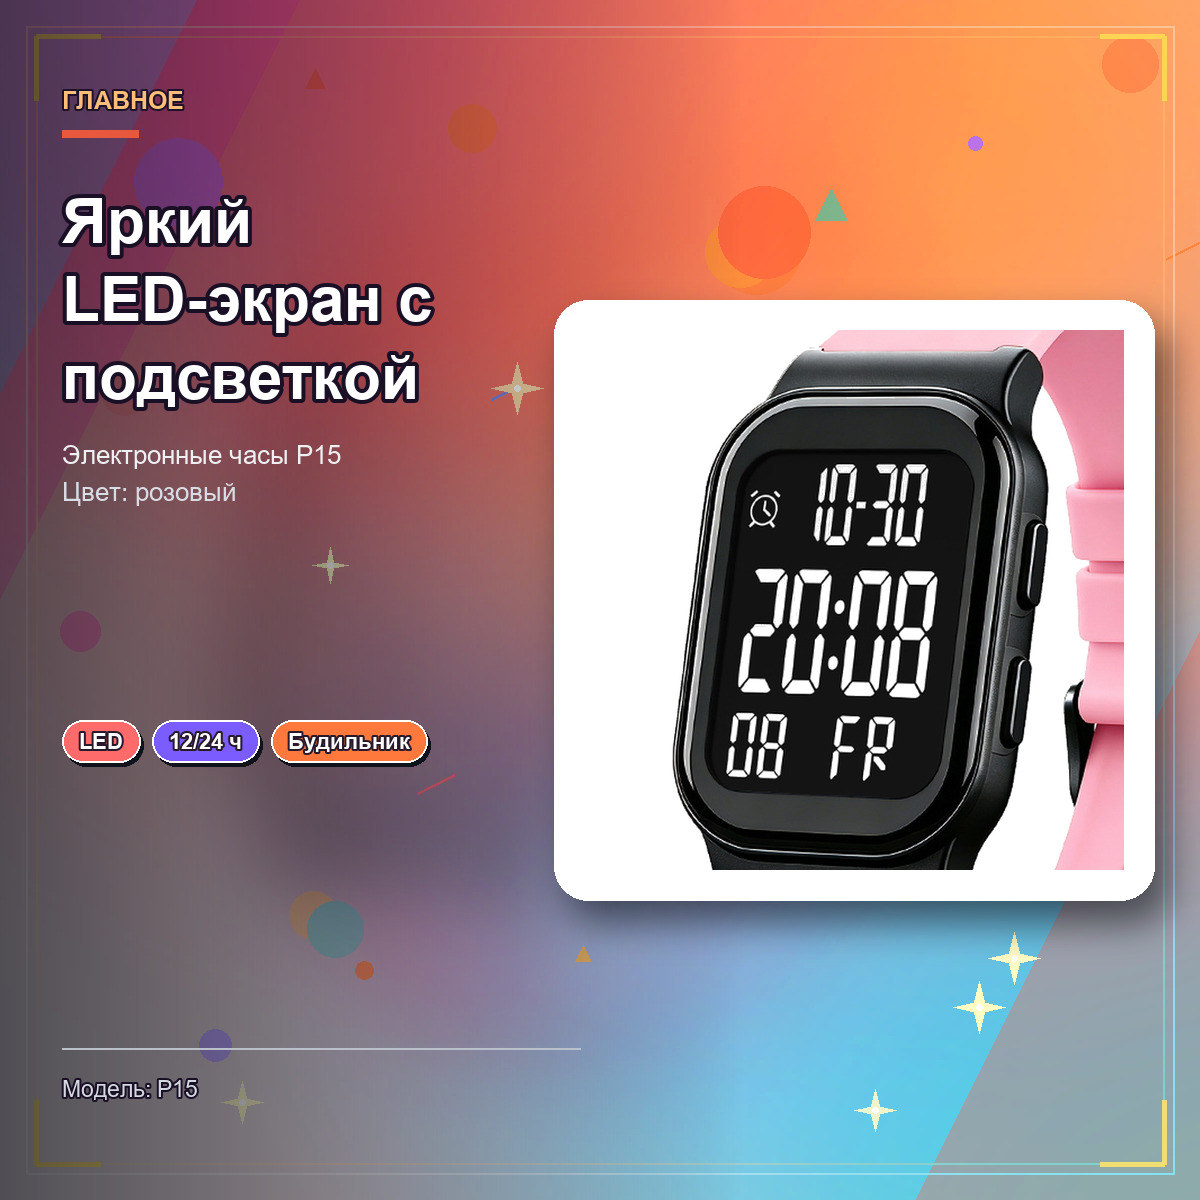 ГЛАВНОЕ
Яркий
LED-экран с
подсветкой
Электронные часы P15
Цвет: розовый
LED
12/24 ч
Будильник
10-30
20:08
08 FR
Модель: P15